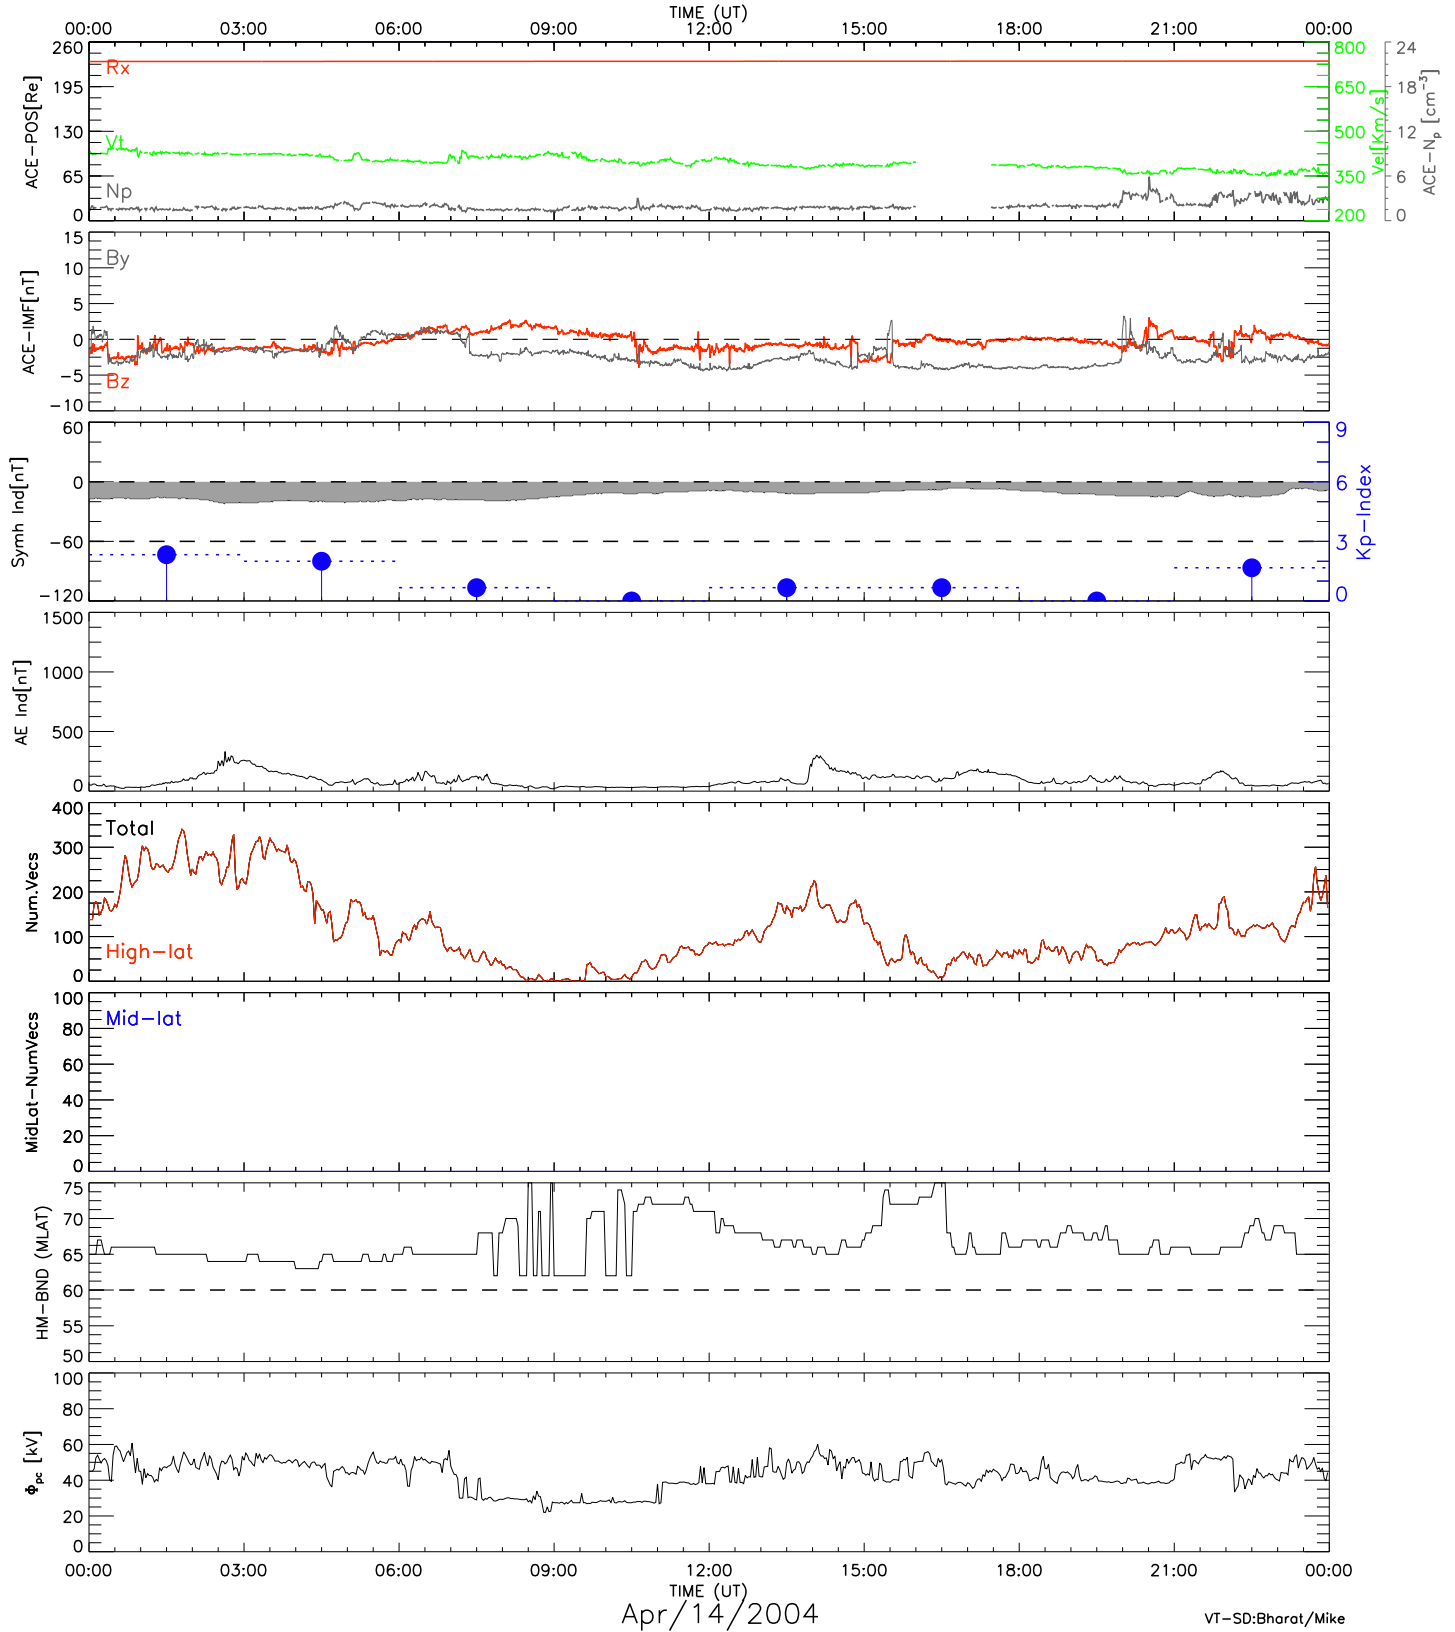 TIME (UT)
00:00 03:00 06:00 09:00 12:00 15:00 18:00 21:00 00:00
260 195 130 65 0
ACE-POS[Re]
Rx
Vt
Np
800 650 500 350 200
Vel[Km/s]
24 18 12 6 0
ACE-Np [cm-3]
15 10 5 0 -5 -10
ACE-IMF[nT]
By
Bz
60 0 -60 -120
Symh Ind[nT]
9 6 3 0
Kp-Index
1500 1000 500 0
AE Ind[nT]
400 300 200 100 0
Num.Vecs
Total
High-lat
100 80 60 40 20 0
MidLat-NumVecs
Mid-lat
75 70 65 60 55 50
HM-BND (MLAT)
100 80 60 40 20 0
Φpc [kV]
00:00 03:00 06:00 09:00 12:00 15:00 18:00 21:00 00:00
TIME (UT)
Apr/14/2004
VT-SD:Bharat/Mike